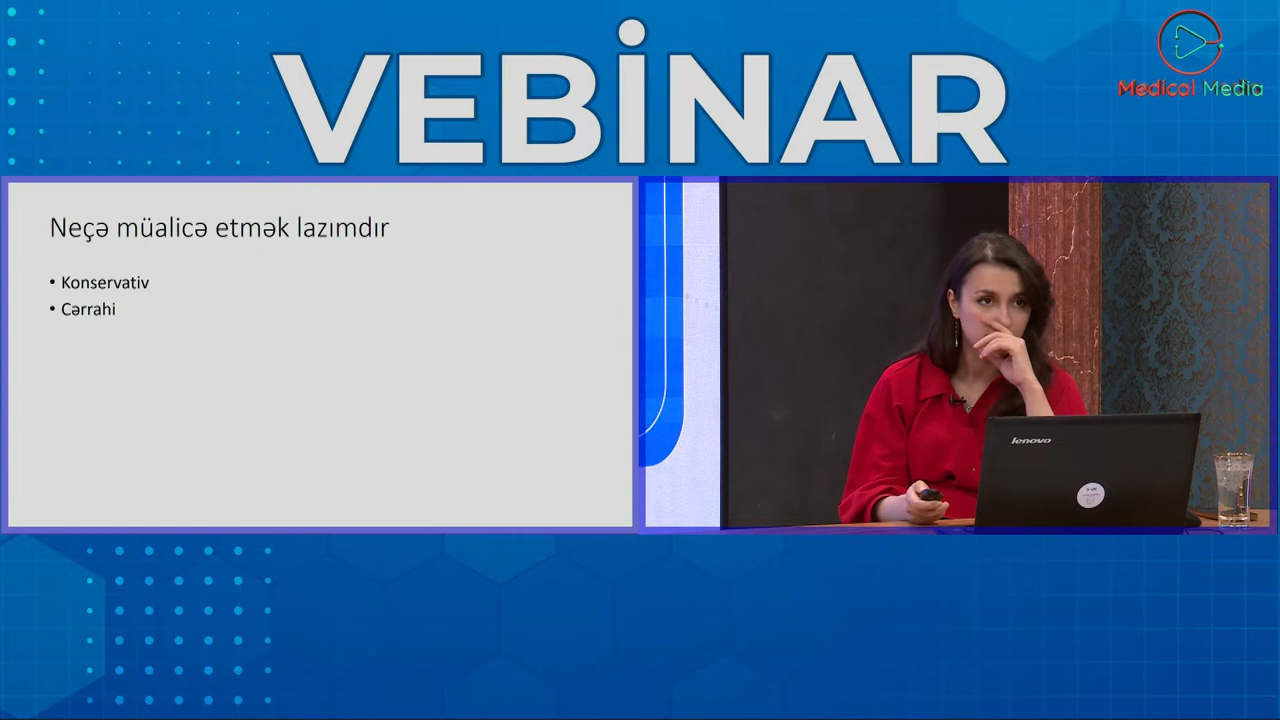 VEBİNAR
Medical Media
Neçə müalicə etmək lazımdır
• Konservativ
• Cərrahi
lenovo